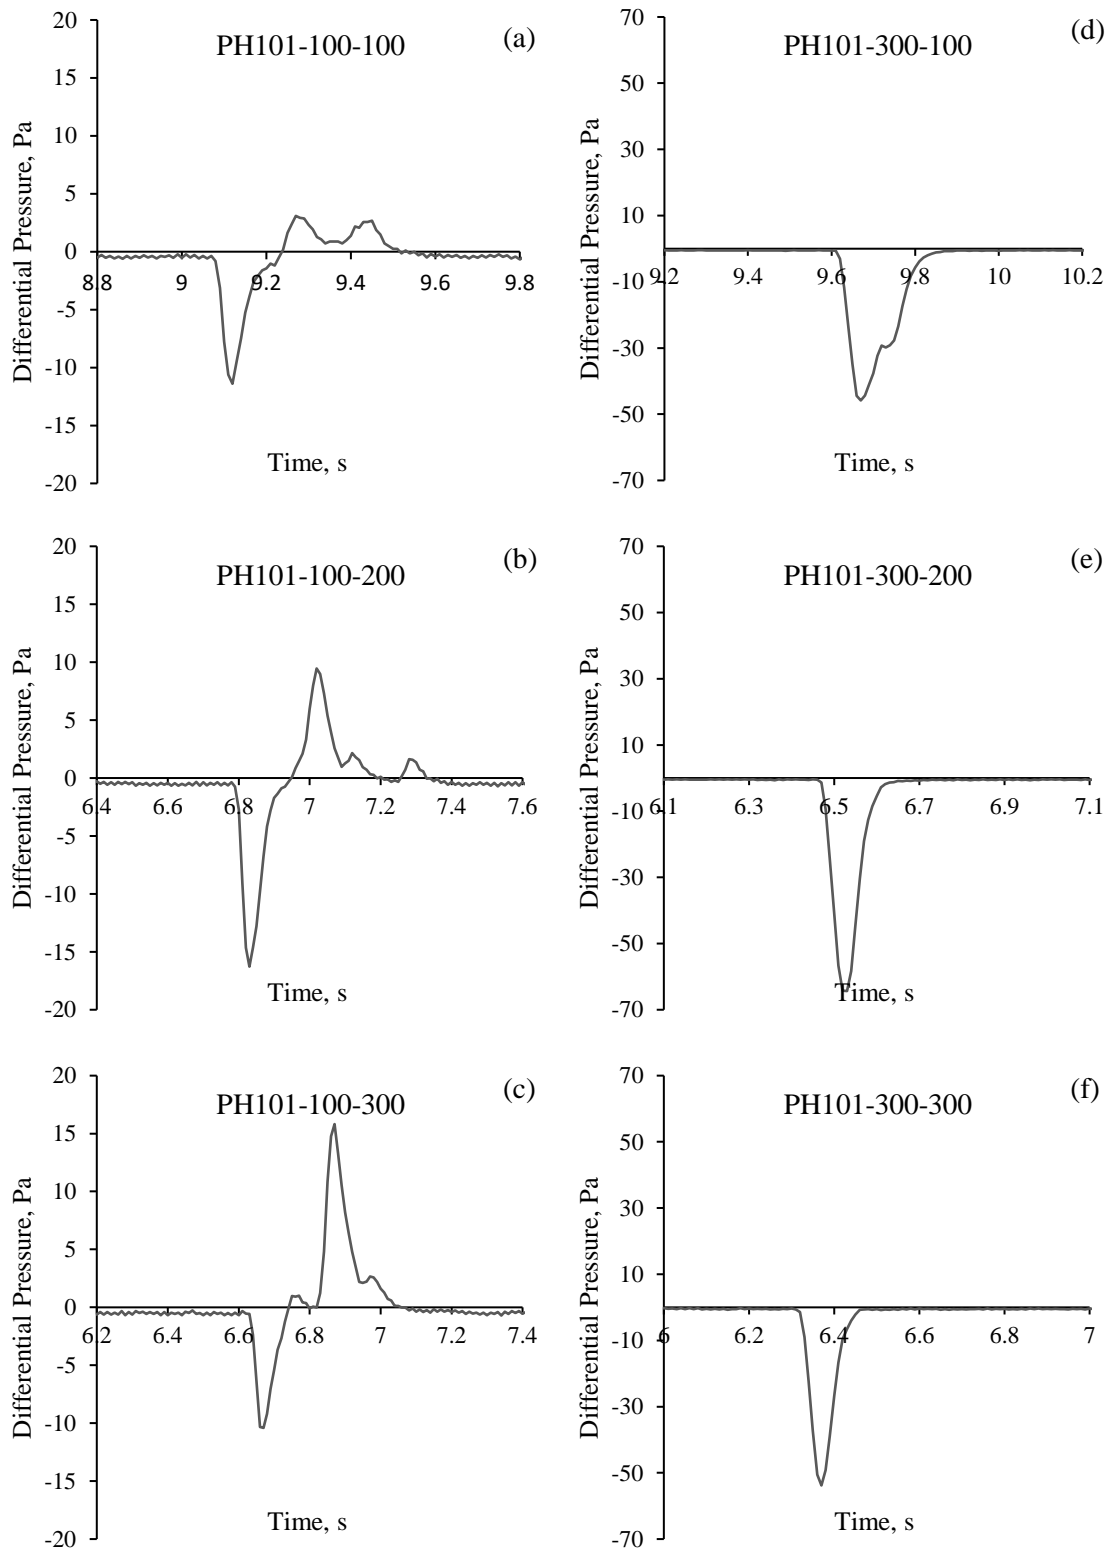 PH101-100-100
(a)
Differential Pressure, Pa
20
15
10
5
0
-5
-10
-15
-20
8.8 9 9.2 9.4 9.6 9.8
Time, s
PH101-300-100
(d)
Differential Pressure, Pa
70
50
30
10
-10
-30
-50
-70
9.2 9.4 9.6 9.8 10 10.2
Time, s
PH101-100-200
(b)
Differential Pressure, Pa
20
15
10
5
0
-5
-10
-15
-20
6.4 6.6 6.8 7 7.2 7.4 7.6
Time, s
PH101-300-200
(e)
Differential Pressure, Pa
70
50
30
10
-10
-30
-50
-70
6.1 6.3 6.5 6.7 6.9 7.1
Time, s
PH101-100-300
(c)
Differential Pressure, Pa
20
15
10
5
0
-5
-10
-15
-20
6.2 6.4 6.6 6.8 7 7.2 7.4
Time, s
PH101-300-300
(f)
Differential Pressure, Pa
70
50
30
10
-10
-30
-50
-70
6 6.2 6.4 6.6 6.8 7
Time, s